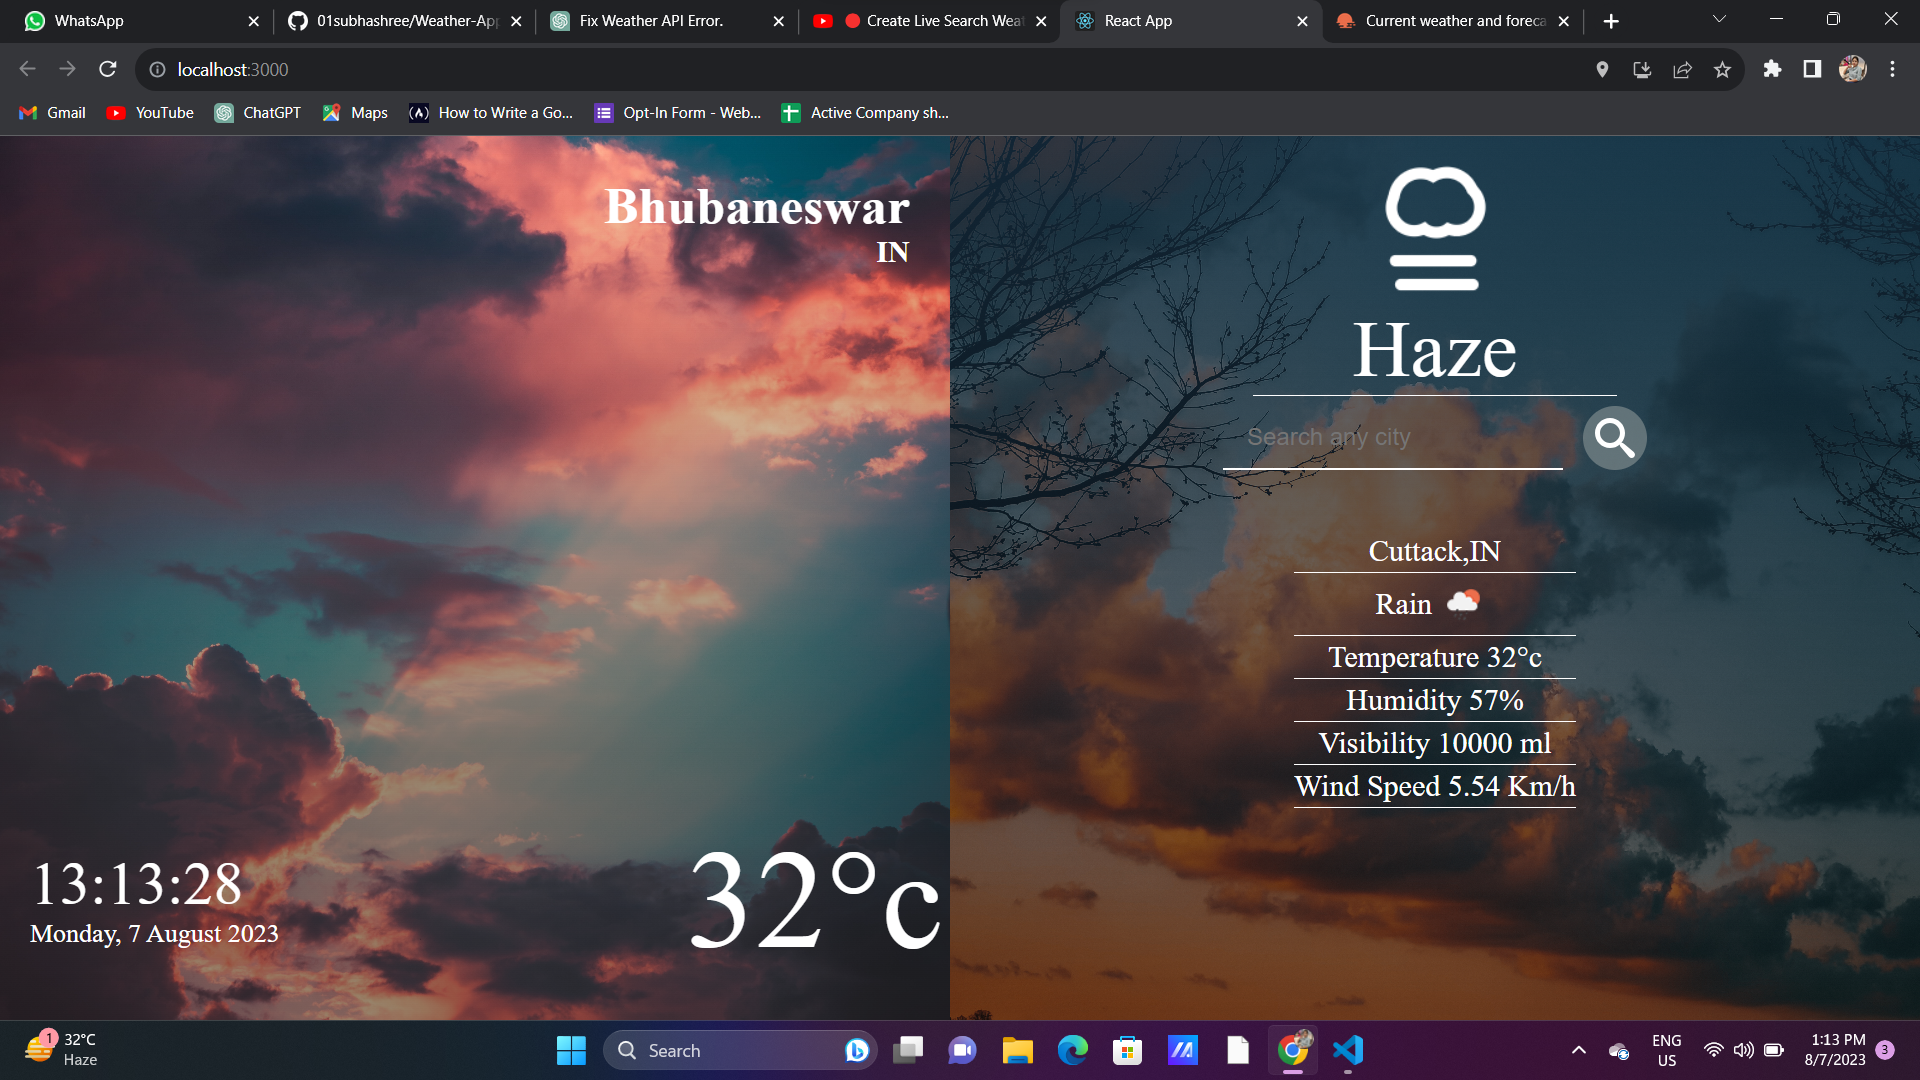 WhatsApp
01subhashree/Weather-App
Fix Weather API Error.
Create Live Search Weat
React App
Current weather and foreca
localhost:3000
Gmail
YouTube
ChatGPT
Maps
How to Write a Go...
Opt-In Form - Web...
Active Company sh...
Bhubaneswar
IN
13:13:28
Monday, 7 August 2023
32°c
Haze
Search any city
Cuttack,IN
Rain
Temperature 32°c
Humidity 57%
Visibility 10000 ml
Wind Speed 5.54 Km/h
1
32°C
Haze
Search
ENG
US
1:13 PM
8/7/2023
3